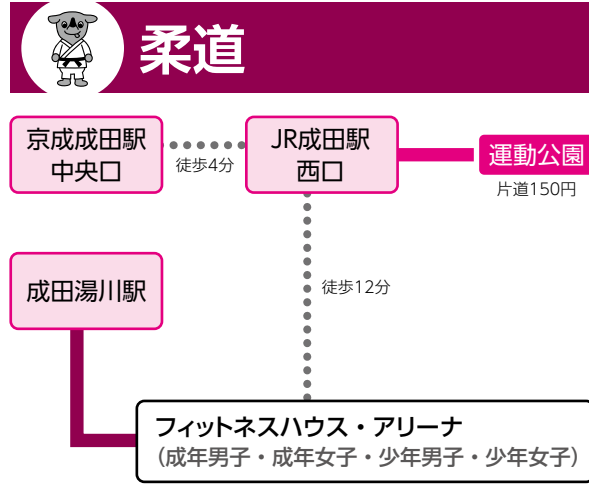 柔道
京成成田駅
中央口
徒歩4分
JR成田駅
西口
運動公園
片道150円
成田湯川駅
徒歩12分
フィットネスハウス・アリーナ
（成年男子・成年女子・少年男子・少年女子）